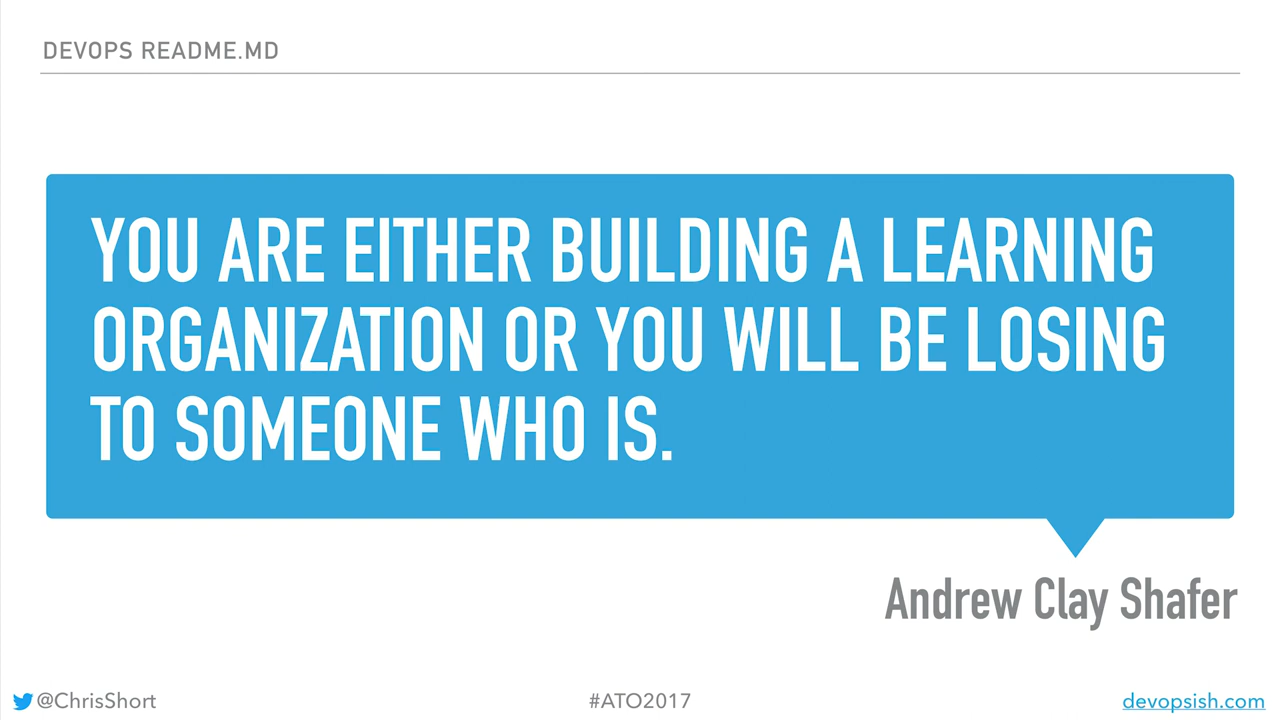 DEVOPS README.MD
YOU ARE EITHER BUILDING A LEARNING
ORGANIZATION OR YOU WILL BE LOSING
TO SOMEONE WHO IS.
Andrew Clay Shafer
@ChrisShort
#ATO2017
devopsish.com